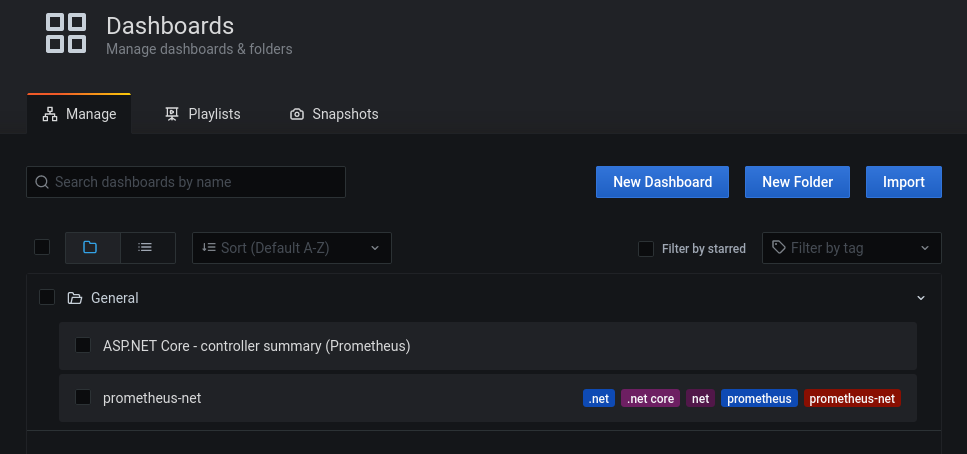 Dashboards
Manage dashboards & folders
Manage Playlists Snapshots
Search dashboards by name New Dashboard New Folder Import
Sort (Default A-Z) Filter by starred Filter by tag
General
ASP.NET Core - controller summary (Prometheus)
prometheus-net .net .net core net prometheus prometheus-net